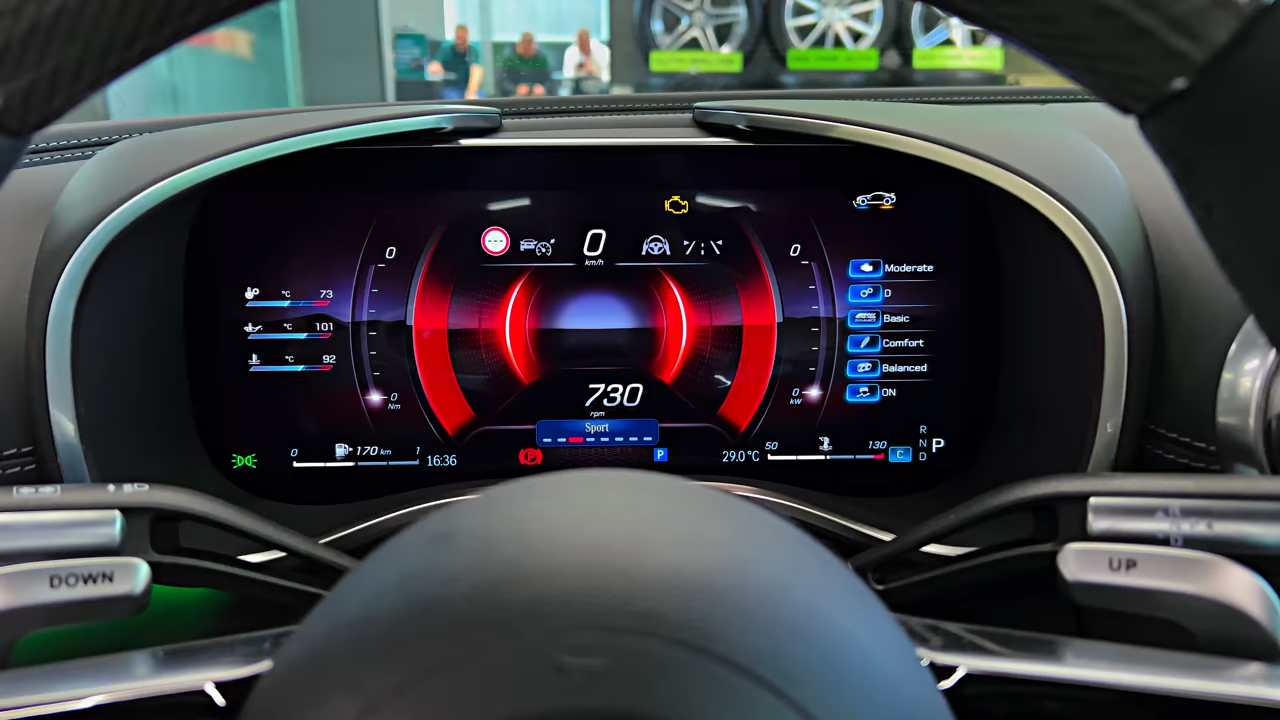 0
km/h
0
0
°C 73
°C 101
°C 92
Moderate
D
Basic
Comfort
Balanced
ON
0
Nm
0
kW
730
rpm
Sport
0 170 km 1
16:36
P
P
29.0 °C
50 130
C
R
N
D
P
DOWN
UP